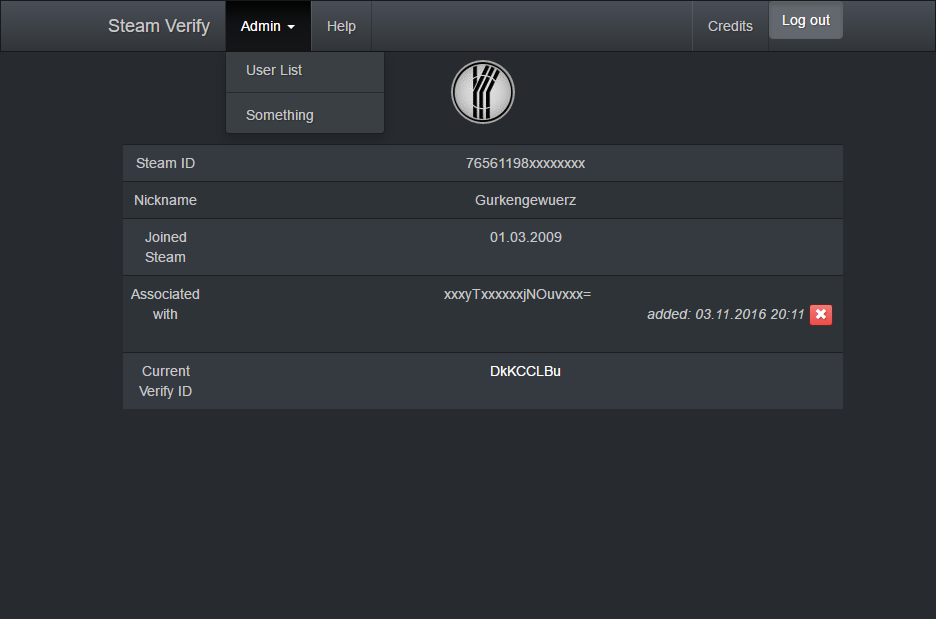 Steam Verify Admin Help Credits Log out
User List
Something
Steam ID 76561198xxxxxxxx
Nickname Gurkengewuerz
Joined 01.03.2009
Steam
Associated xxxyTxxxxxxjNOuvxxx=
with added: 03.11.2016 20:11
Current DkKCCLBu
Verify ID